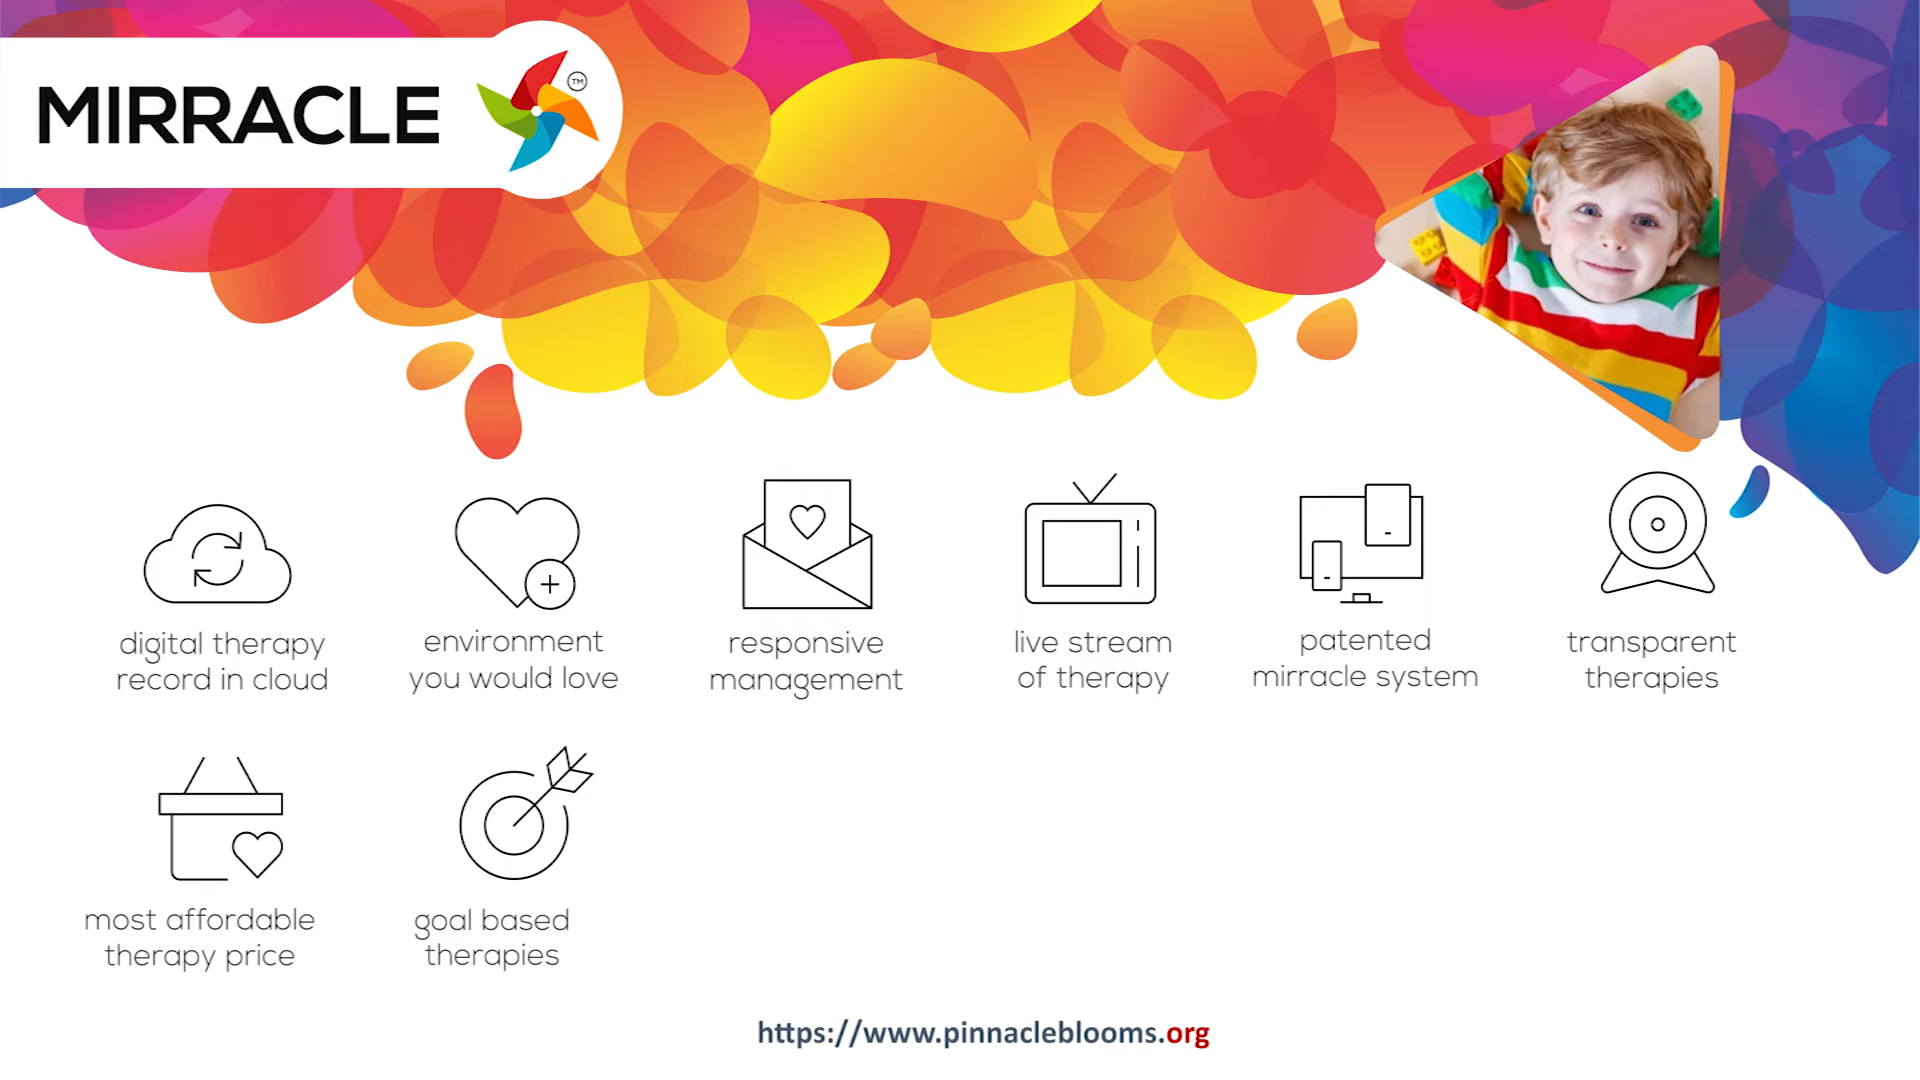 MIRRACLE
TM
digital therapy
record in cloud
environment
you would love
responsive
management
live stream
of therapy
patented
mirracle system
transparent
therapies
most affordable
therapy price
goal based
therapies
https://www.pinnacleblooms.org